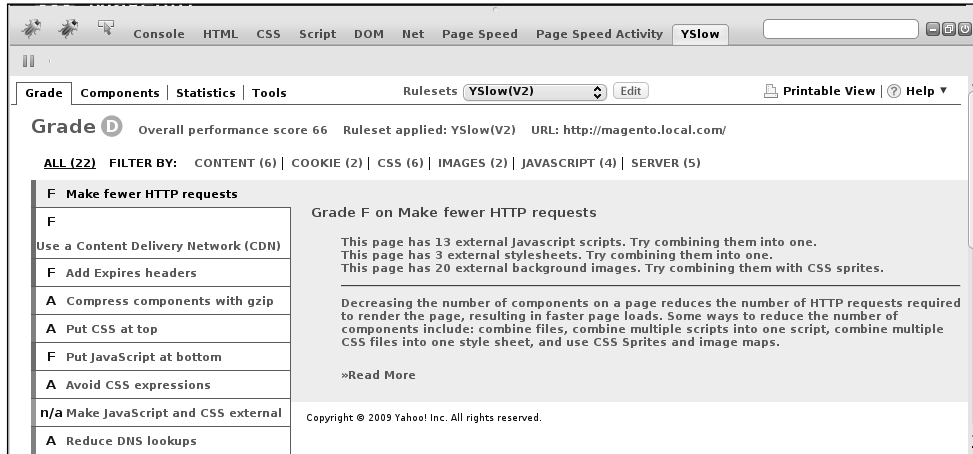 Console HTML CSS Script DOM Net Page Speed Page Speed Activity YSlow
Grade Components Statistics Tools Rulesets YSlow(V2) Edit Printable View ? Help ▼
Grade D Overall performance score 66 Ruleset applied: YSlow(V2) URL: http://magento.local.com/
ALL (22) FILTER BY: CONTENT (6) | COOKIE (2) | CSS (6) | IMAGES (2) | JAVASCRIPT (4) | SERVER (5)
F Make fewer HTTP requests
F
Use a Content Delivery Network (CDN)
F Add Expires headers
A Compress components with gzip
A Put CSS at top
F Put JavaScript at bottom
A Avoid CSS expressions
n/a Make JavaScript and CSS external
A Reduce DNS lookups
Grade F on Make fewer HTTP requests
This page has 13 external Javascript scripts. Try combining them into one.
This page has 3 external stylesheets. Try combining them into one.
This page has 20 external background images. Try combining them with CSS sprites.
Decreasing the number of components on a page reduces the number of HTTP requests required
to render the page, resulting in faster page loads. Some ways to reduce the number of
components include: combine files, combine multiple scripts into one script, combine multiple
CSS files into one style sheet, and use CSS Sprites and image maps.
»Read More
Copyright © 2009 Yahoo! Inc. All rights reserved.